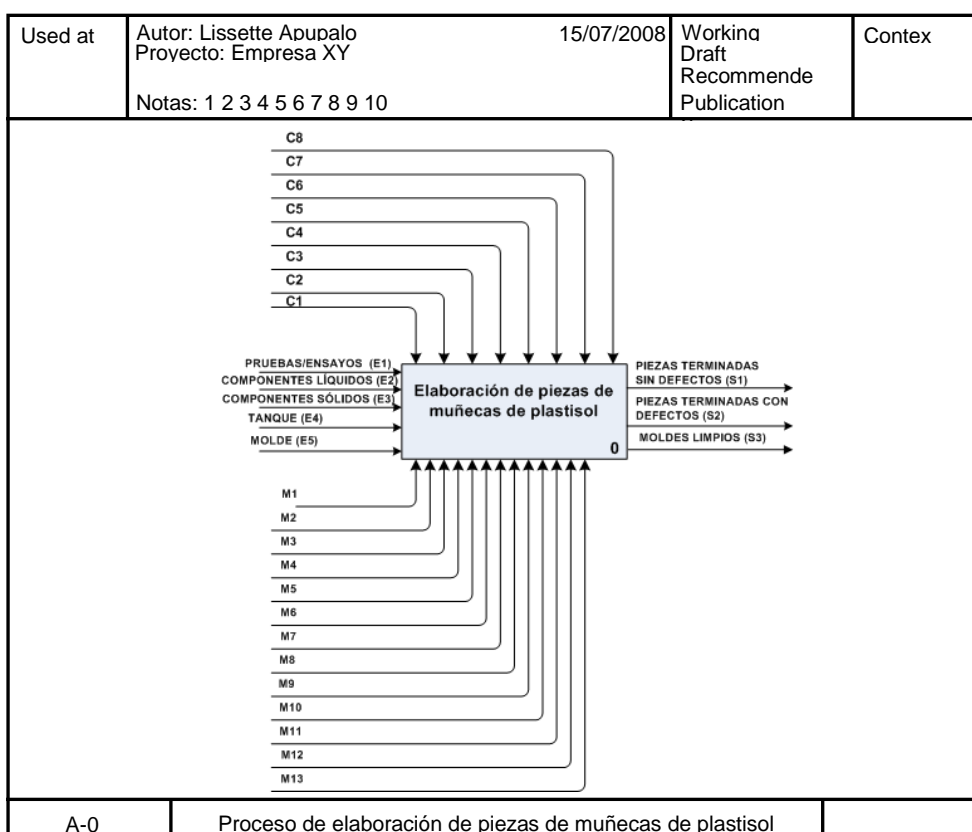 Used at
Autor: Lissette Apupalo 15/07/2008
Proyecto: Empresa XY
Notas: 1 2 3 4 5 6 7 8 9 10
Working
Draft
Recommende
Publication
Contex
C8
C7
C6
C5
C4
C3
C2
C1
PRUEBAS/ENSAYOS (E1)
COMPONENTES LÍQUIDOS (E2)
COMPONENTES SÓLIDOS (E3)
TANQUE (E4)
MOLDE (E5)
Elaboración de piezas de
muñecas de plastisol
0
PIEZAS TERMINADAS
SIN DEFECTOS (S1)
PIEZAS TERMINADAS CON
DEFECTOS (S2)
MOLDES LIMPIOS (S3)
M1
M2
M3
M4
M5
M6
M7
M8
M9
M10
M11
M12
M13
A-0
Proceso de elaboración de piezas de muñecas de plastisol